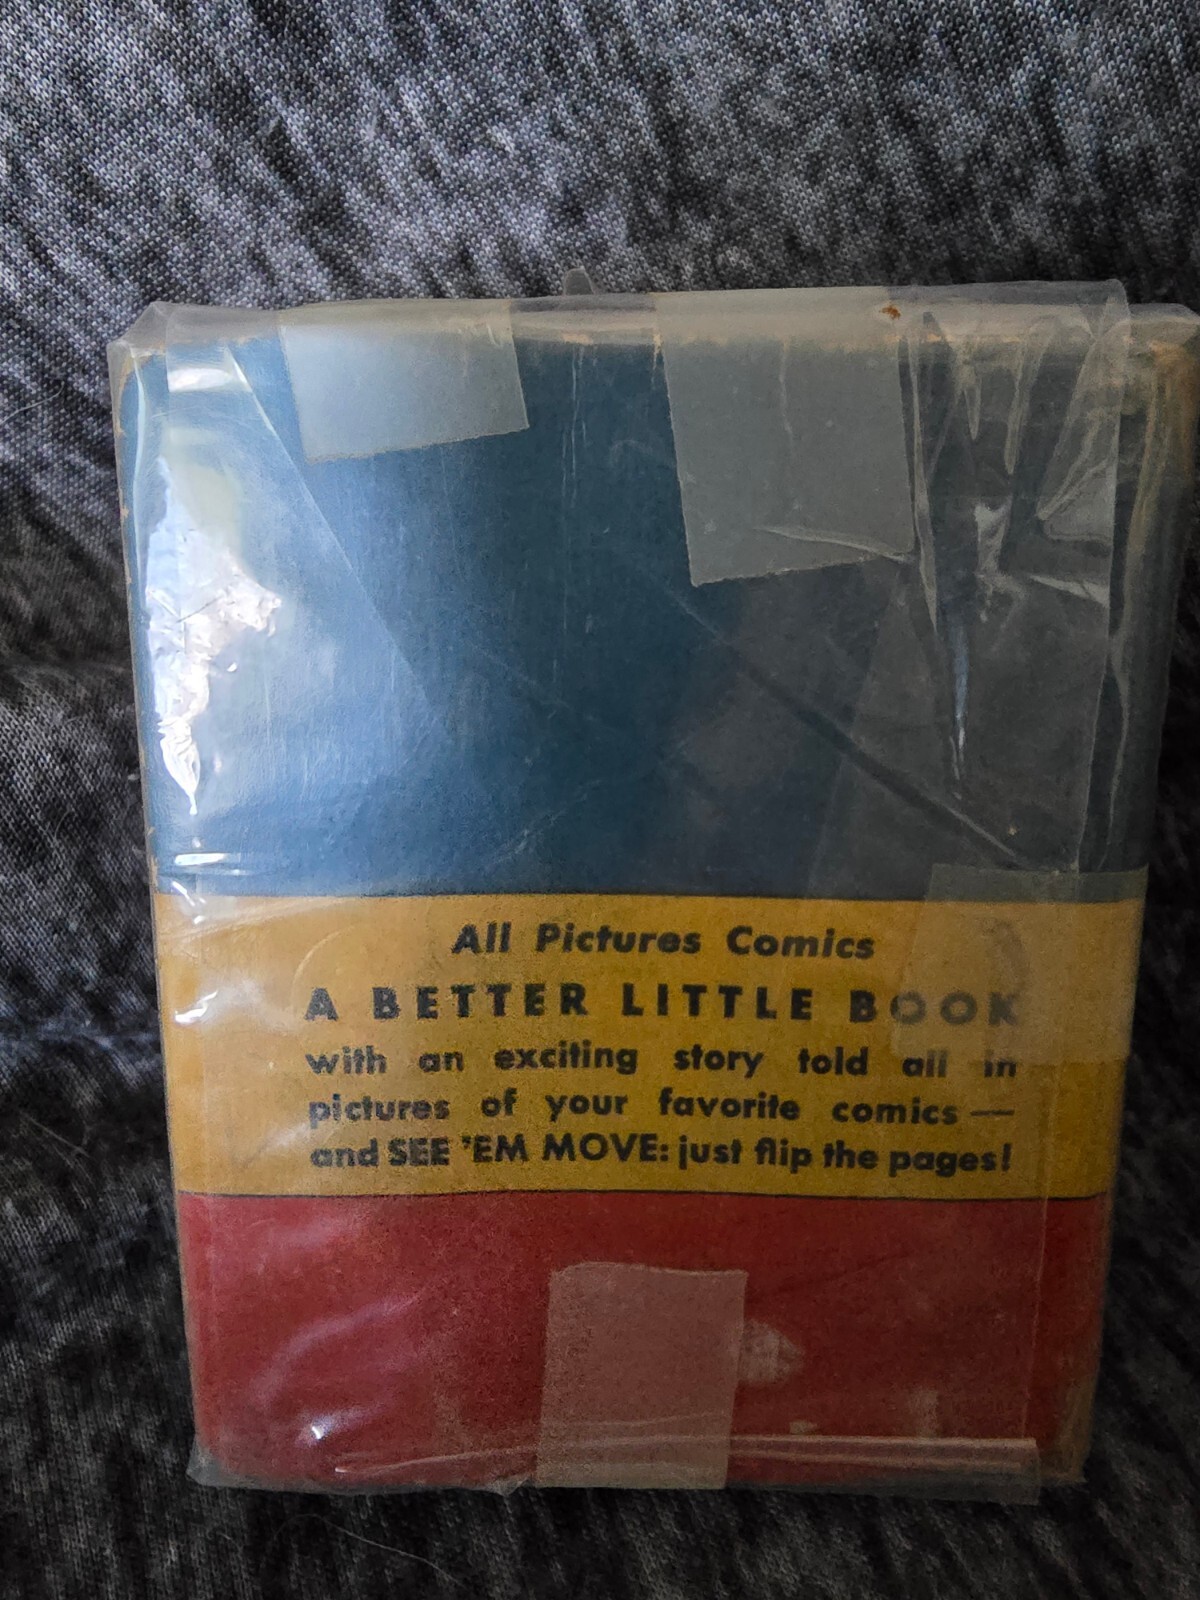 All Pictures Comics
A BETTER LITTLE BOOK
with an exciting story told all in
pictures of your favorite comics —
and SEE 'EM MOVE: just flip the pages!